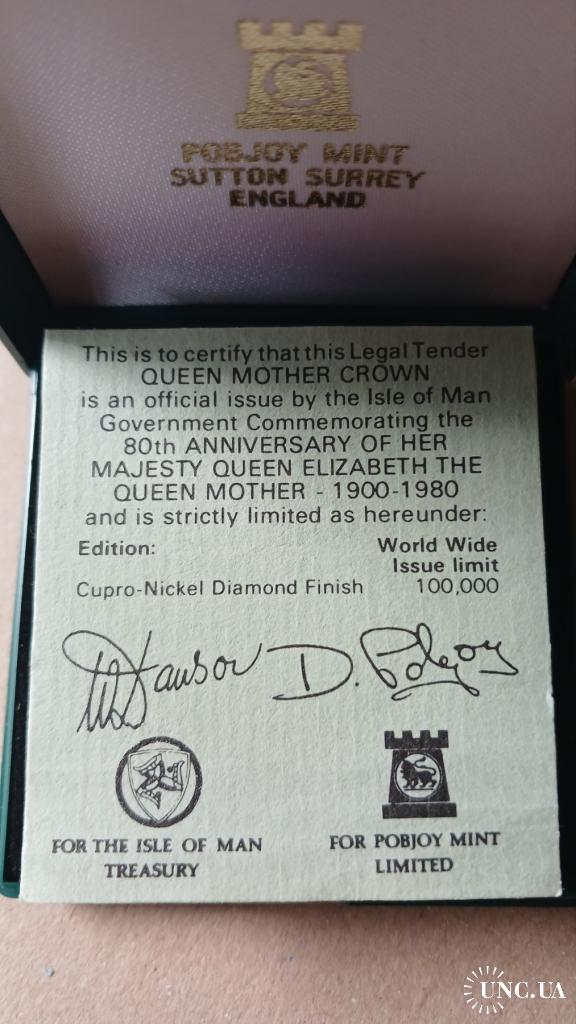 POBJOY MINT
SUTTON SURREY
ENGLAND
This is to certify that this Legal Tender
QUEEN MOTHER CROWN
is an official issue by the Isle of Man
Government Commemorating the
80th ANNIVERSARY OF HER
MAJESTY QUEEN ELIZABETH THE
QUEEN MOTHER - 1900-1980
and is strictly limited as hereunder:
Edition: World Wide
Issue limit
Cupro-Nickel Diamond Finish 100,000
D. Pobjoy
FOR THE ISLE OF MAN
TREASURY
FOR POBJOY MINT
LIMITED
UNC.UA